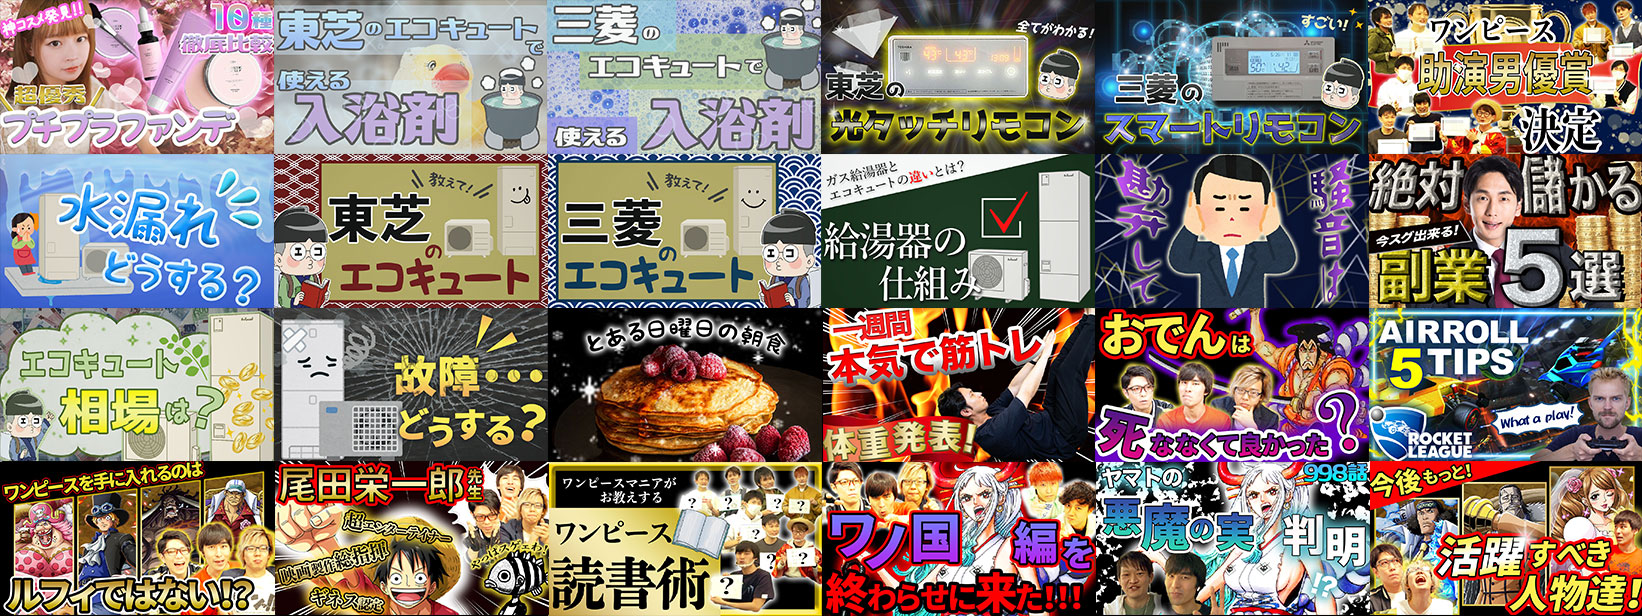 神コスメ発見!!
10種
徹底比較
超優秀
プチプラファンデ
東芝のエコキュートで
使える
入浴剤
三菱の
エコキュートで
使える
入浴剤
全てがわかる!
TOSHIBA
東芝の
エコ
光タッチリモコン
すごい!
三菱の
エコ
スマートリモコン
ワンピース
助演男優賞
決定
水漏れ
どうする?
教えて!
東芝
の
エコ
エコキュート
教えて!
三菱
の
エコ
エコキュート
ガス給湯器と
エコキュートの違いとは?
給湯器の
仕組み
騒音は
勘弁して
絶対儲かる
今スグ出来る!
副業5選
エコキュート
相場は?
エコ
故障・・・
どうする?
とある日曜日の朝食
一週間
本気で筋トレ
体重発表!
おでんは
死ななくて良かった?
AIRROLL
5 TIPS
What a play!
ROCKET
LEAGUE
ワンピースを手に入れるのは
ルフィではない!?
尾田栄一郎先生
超エンターテイナー
映画製作総指揮
ギネス認定
やっぱスゲェオ!
ワンピースマニアが
お教えする
ワンピース
読書術
ワノ国編を
終わらせに来た!!!
998話
ヤマトの
悪魔の実
判明
!?
今後もっと!
活躍すべき
人物達!